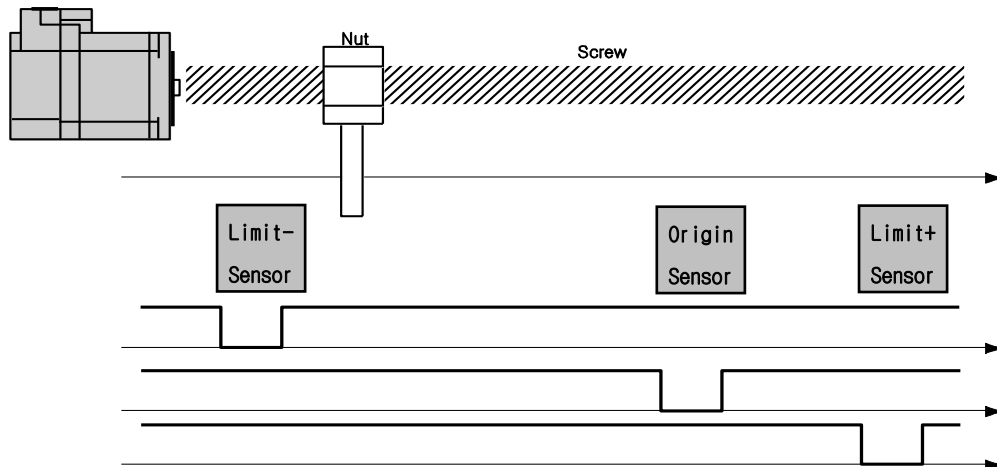 Nut
Screw
Limit-
Sensor
Origin
Sensor
Limit+
Sensor